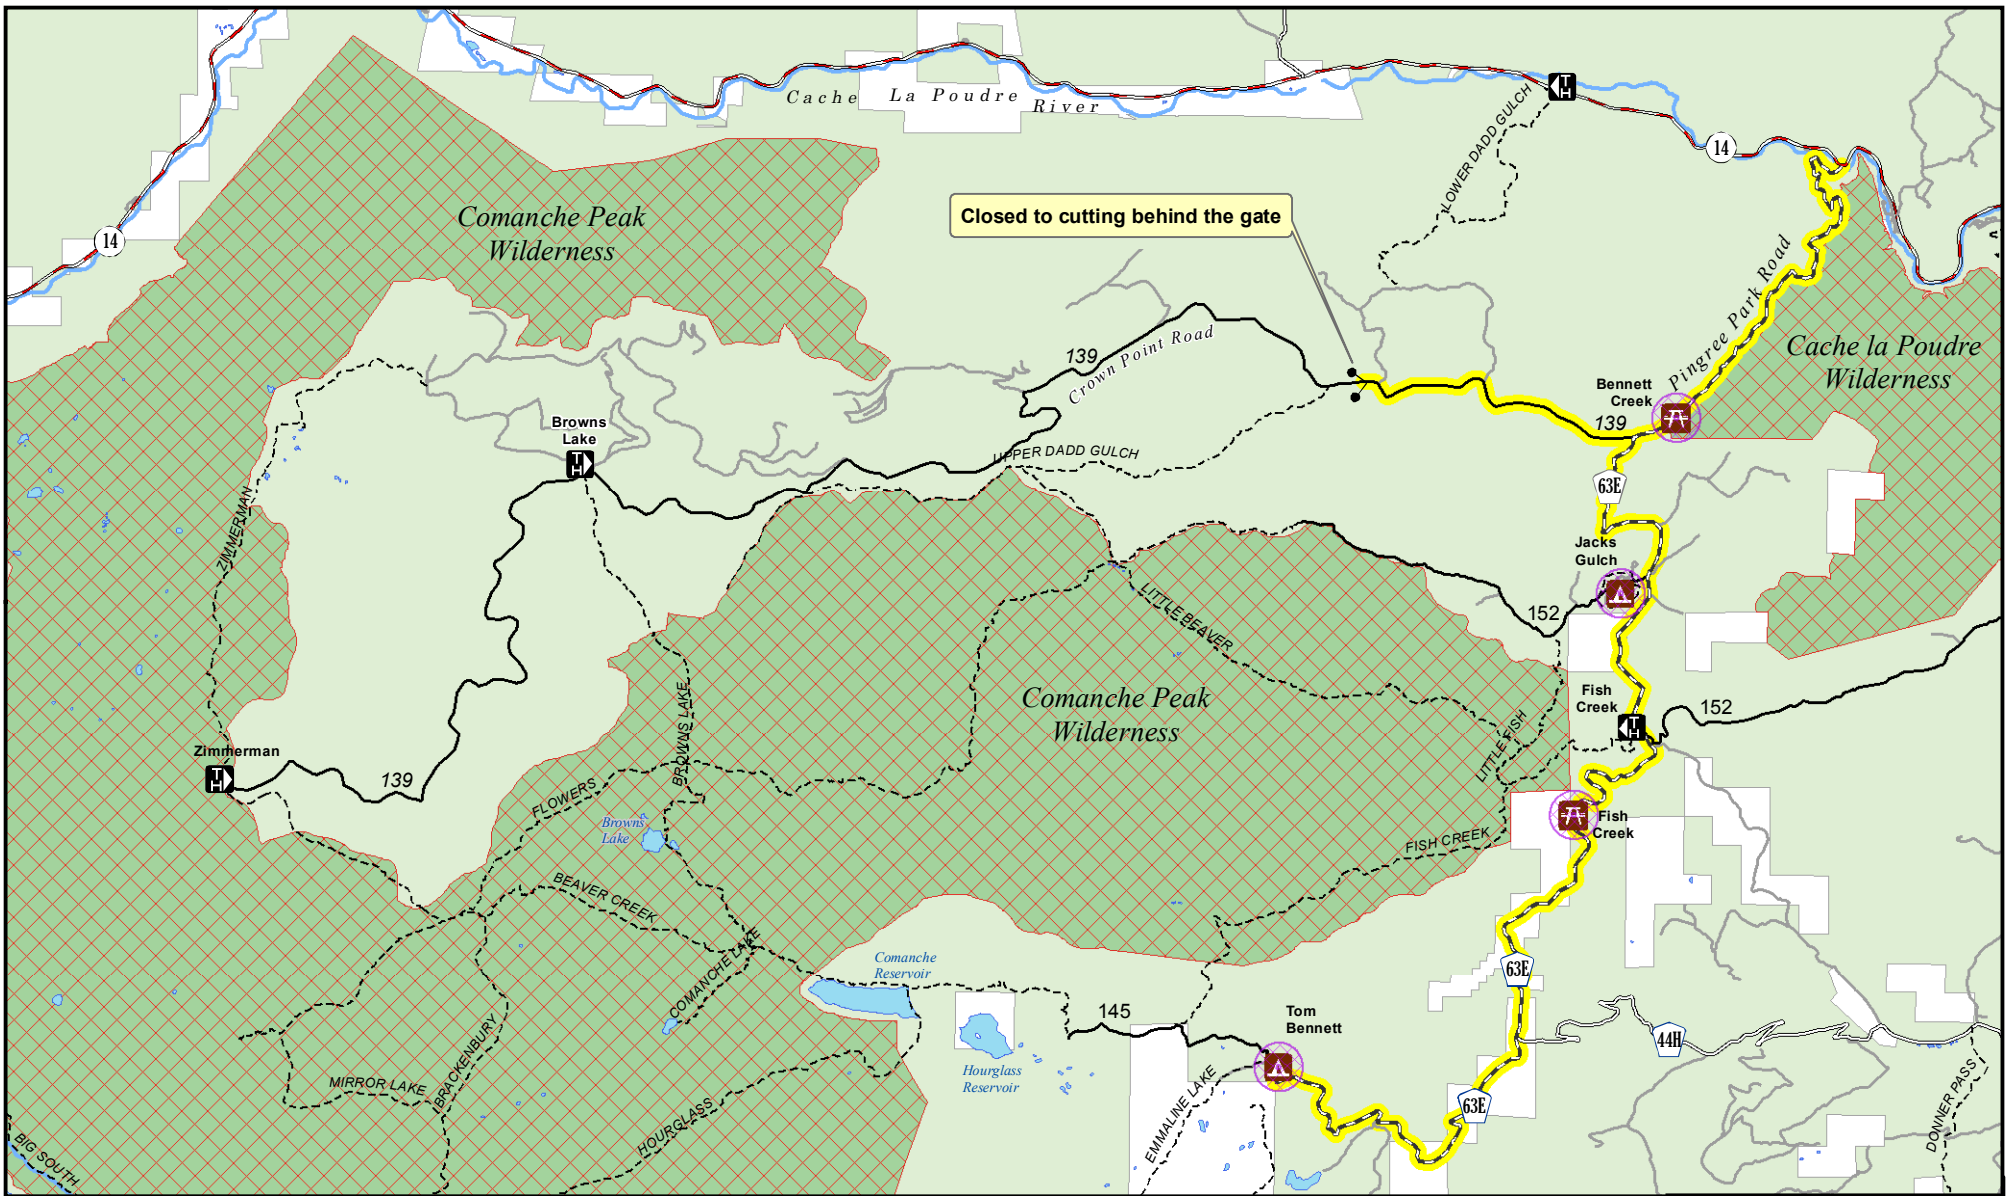 Cache La Poudre River
TH
LOWER DADD GULCH
14
14
Comanche Peak
Wilderness
Closed to cutting behind the gate
Pingree Park Road
Cache la Poudre
Wilderness
139
Crown Point Road
Bennett
Creek
139
Browns
Lake
TH
UPPER DADD GULCH
63E
ZIMMERMAN
Jacks
Gulch
LITTLE BEAVER
152
Comanche Peak
Wilderness
Fish
Creek
TH
152
BROWNS LAKE
LITTLE FISH
Zimmerman
TH
139
FLOWERS
Browns
Lake
Fish
Creek
FISH CREEK
BEAVER CREEK
COMANCHE LAKE
Comanche
Reservoir
63E
145
Tom
Bennett
44H
Hourglass
Reservoir
MIRROR LAKE
BRACKENBURY
HOURGLASS
EMMALINE LAKE
63E
DONNER PASS
BIG SOUTH